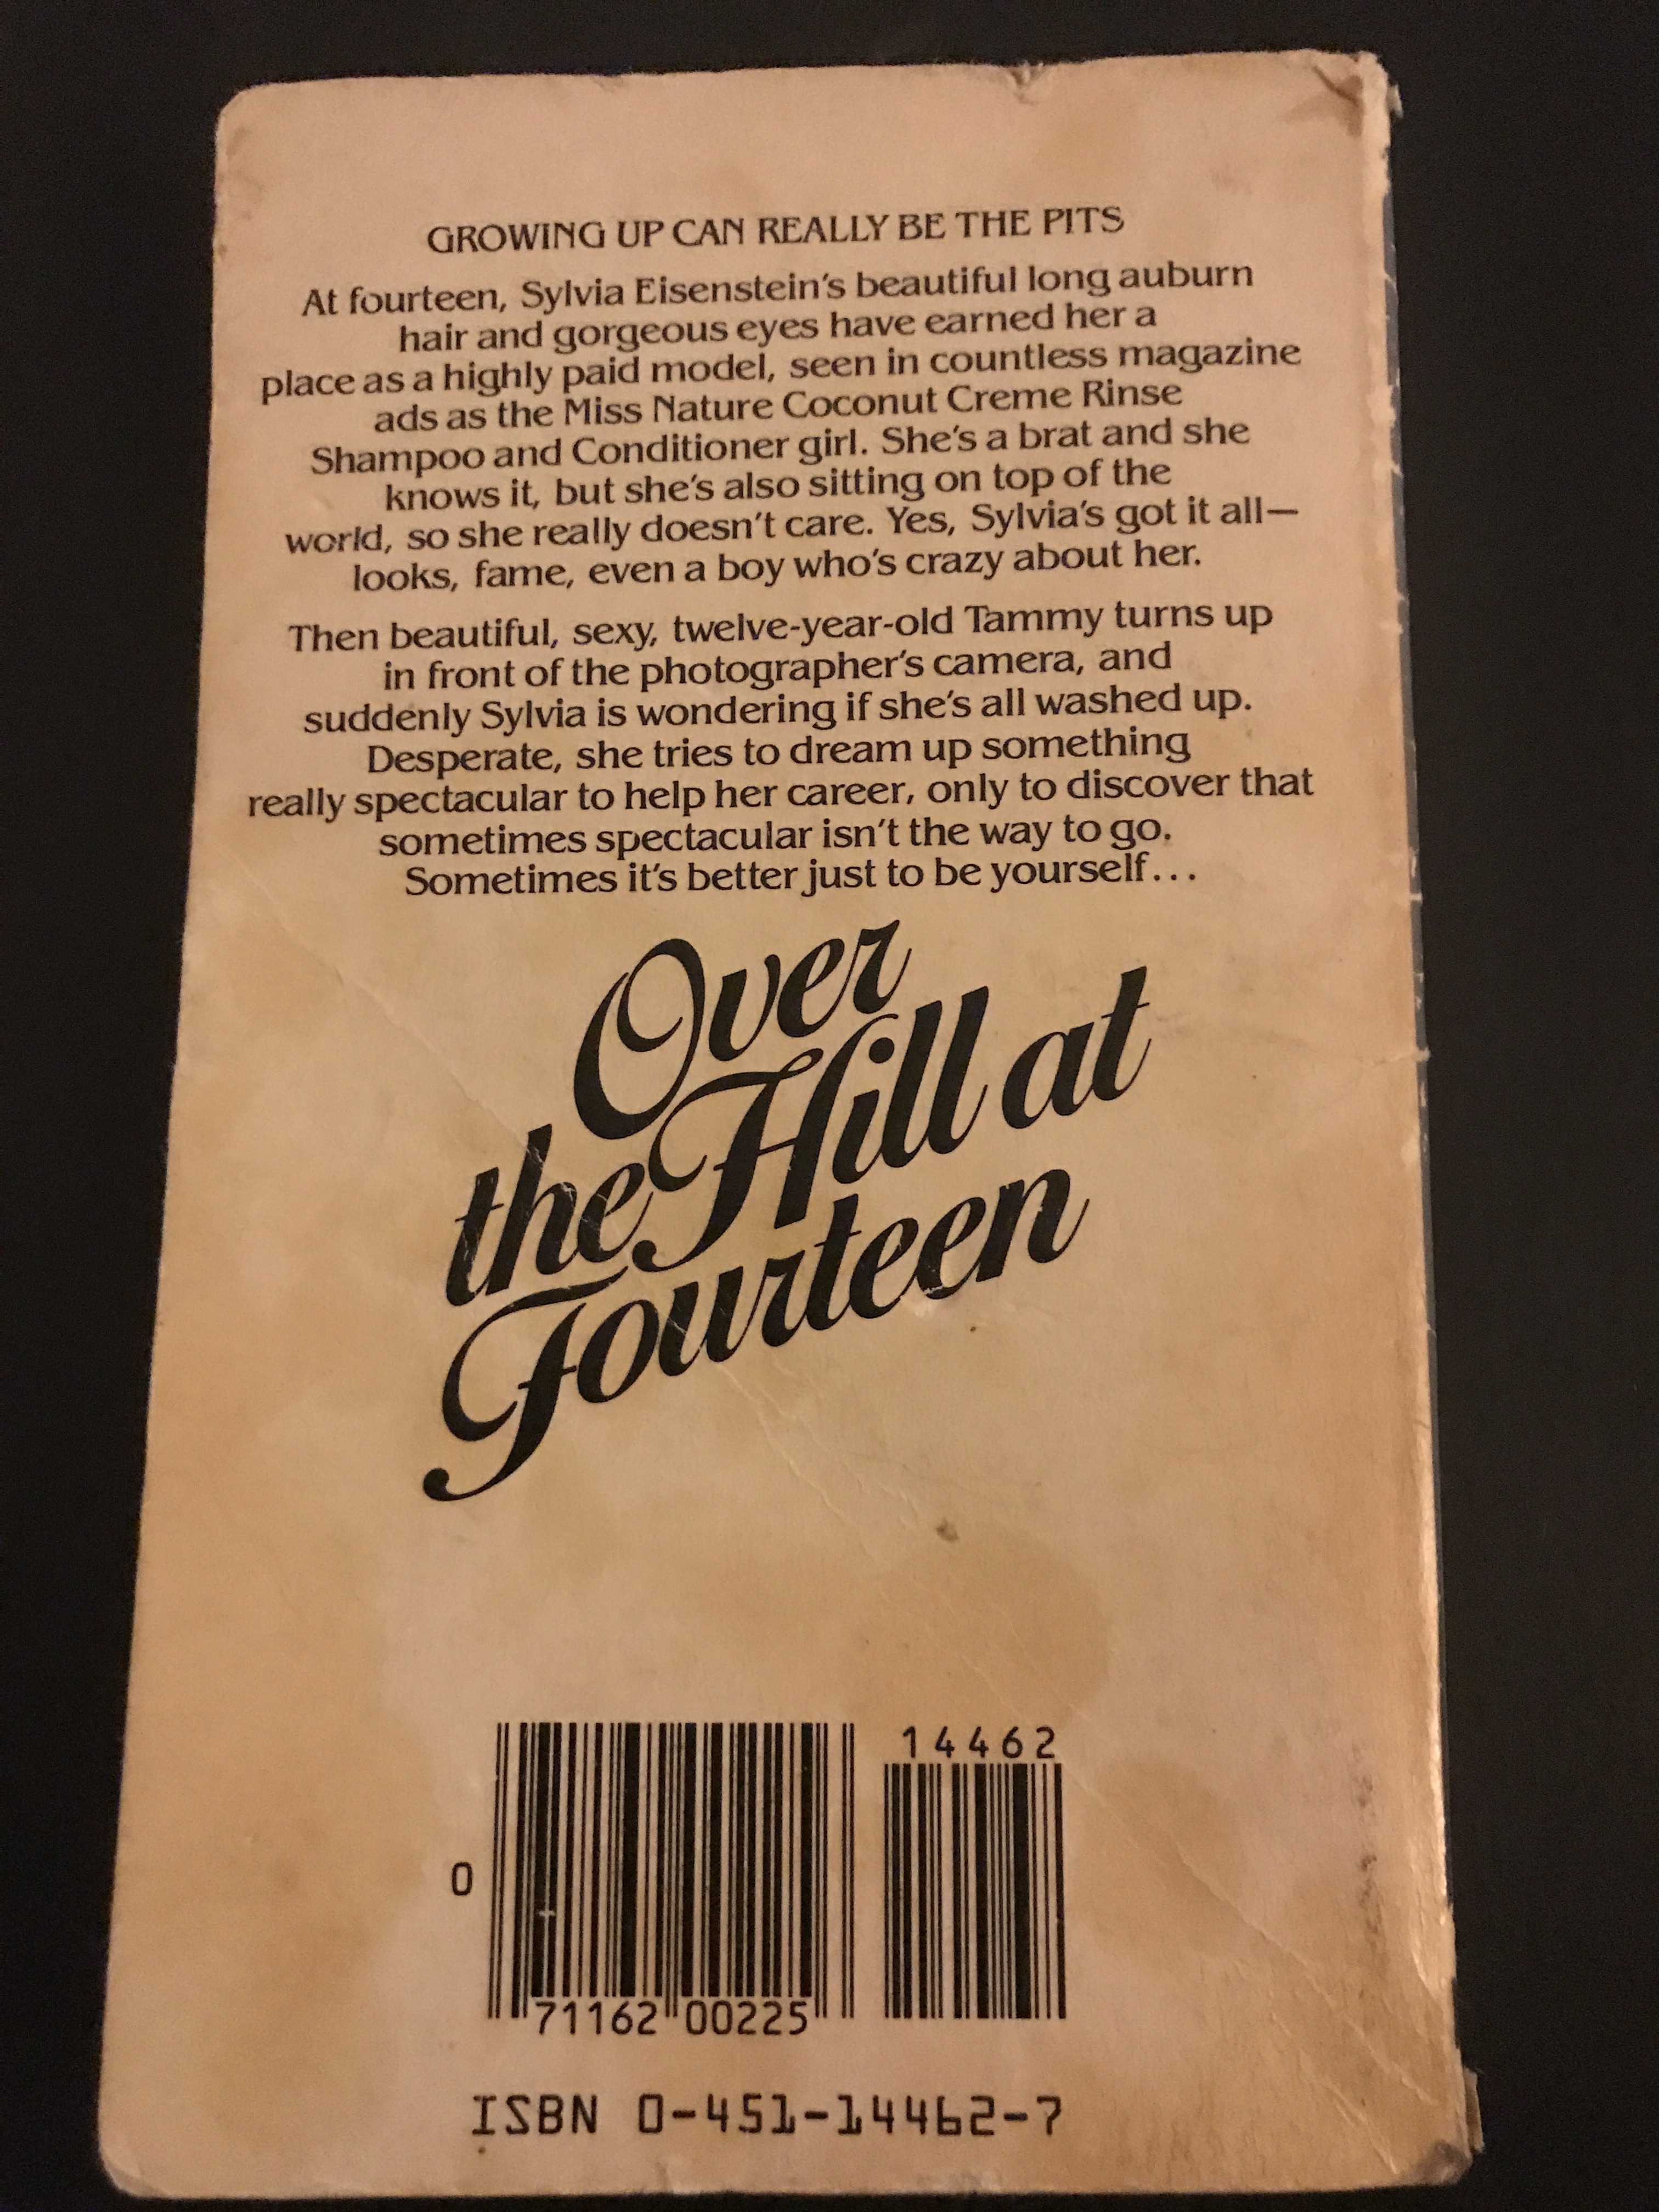 GROWING UP CAN REALLY BE THE PITS
At fourteen, Sylvia Eisenstein's beautiful long auburn
hair and gorgeous eyes have earned her a
place as a highly paid model, seen in countless magazine
ads as the Miss Nature Coconut Creme Rinse
Shampoo and Conditioner girl. She's a brat and she
knows it, but she's also sitting on top of the
world, so she really doesn't care. Yes, Sylvia's got it all—
looks, fame, even a boy who's crazy about her.
Then beautiful, sexy, twelve-year-old Tammy turns up
in front of the photographer's camera, and
suddenly Sylvia is wondering if she's all washed up.
Desperate, she tries to dream up something
really spectacular to help her career, only to discover that
sometimes spectacular isn't the way to go.
Sometimes it's better just to be yourself...
Over
the Hill at
Fourteen
14462
0
71162 00225
ISBN 0-451-14462-7